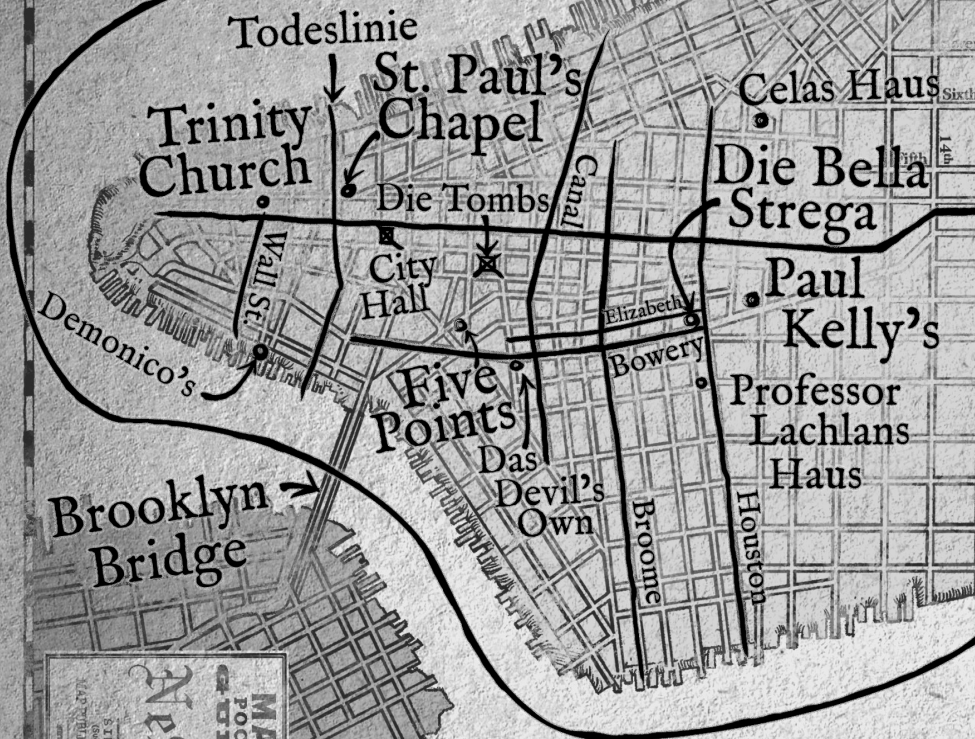 Todeslinie
St. Paul's
Chapel
Celas Haus
Sixth
Trinity
Church
14th
Fifth
Die Bella
Strega
Die Tombs
Canal
Wall St.
City
Hall
Paul
Kelly's
Elizabeth
Demonico's
Bowery
Five
Points
Professor
Lachlans
Haus
Das
Devil's
Own
Brooklyn
Bridge
Broome
Houston